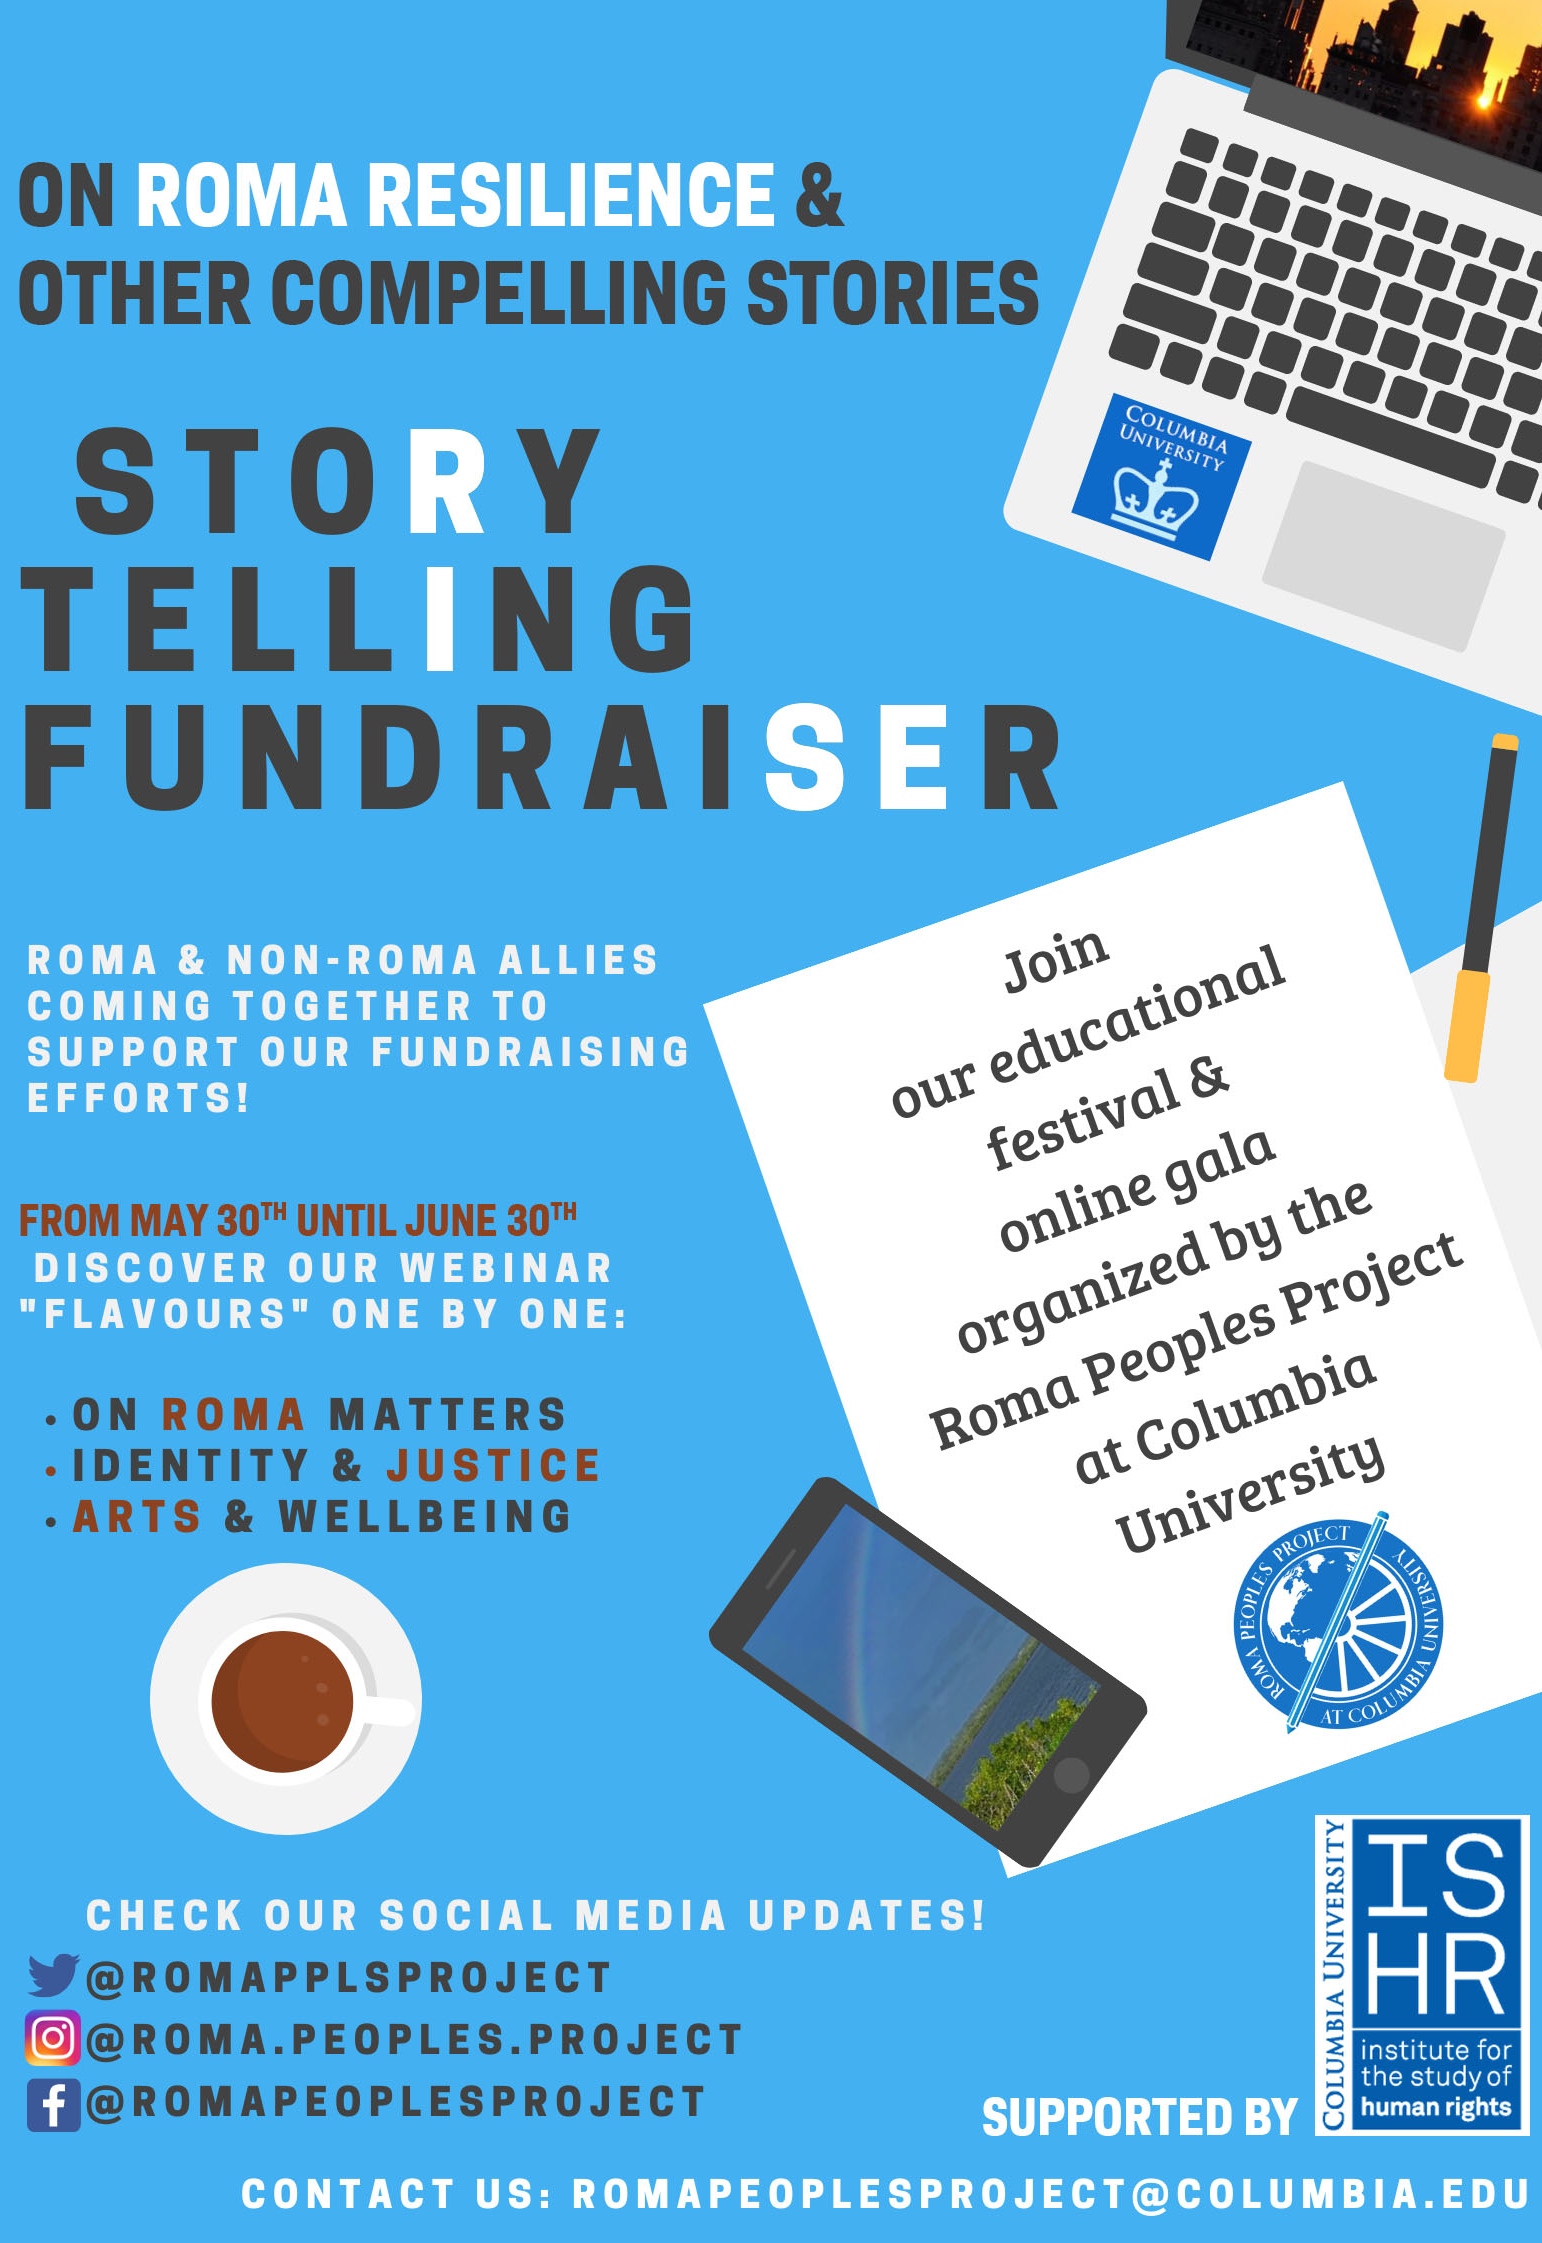 ON ROMA RESILIENCE &
OTHER COMPELLING STORIES
STORY
TELLING
FUNDRAISER
COLUMBIA
UNIVERSITY
ROMA & NON-ROMA ALLIES
COMING TOGETHER TO
SUPPORT OUR FUNDRAISING
EFFORTS!
Join
our educational
festival &
online gala
organized by the
Roma Peoples Project
at Columbia
University
ROMA PEOPLES PROJECT
AT COLUMBIA UNIVERSITY
FROM MAY 30TH UNTIL JUNE 30TH
DISCOVER OUR WEBINAR
"FLAVOURS" ONE BY ONE:
• ON ROMA MATTERS
• IDENTITY & JUSTICE
• ARTS & WELLBEING
CHECK OUR SOCIAL MEDIA UPDATES!
@ROMAPPLSPROJECT
@ROMA.PEOPLES.PROJECT
@ROMAPEOPLESPROJECT
SUPPORTED BY
COLUMBIA UNIVERSITY
IS
HR
institute for
the study of
human rights
CONTACT US: ROMAPEOPLESPROJECT@COLUMBIA.EDU